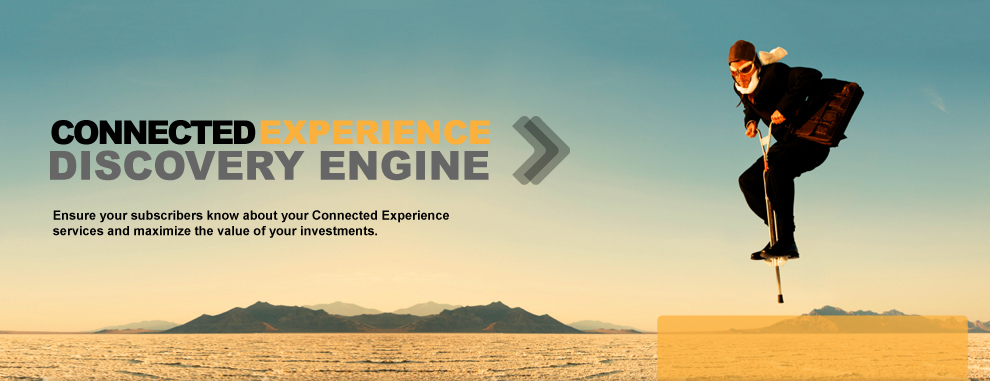 CONNECTED EXPERIENCE
DISCOVERY ENGINE
Ensure your subscribers know about your Connected Experience
services and maximize the value of your investments.